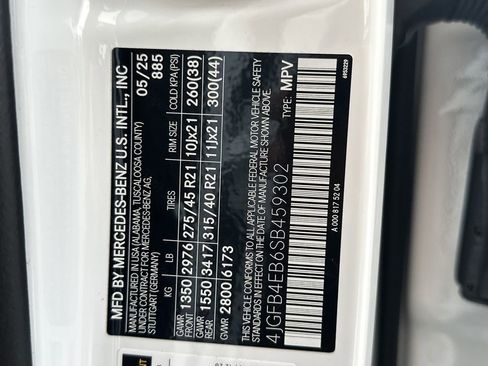 MFD BY MERCEDES-BENZ U.S. INTL., INC
MANUFACTURED IN USA (ALABAMA, TUSCALOOSA COUNTY)
UNDER CONTRACT FOR MERCEDES-BENZ AG,
STUTTGART (GERMANY)
05/25
885
KG LB TIRES RIM SIZE COLD KPA (PSI)
GAWR FRONT 1350 2976 275/45 R21 10Jx21 260(38)
GAWR REAR 1550 3417 315/40 R21 11Jx21 300(44)
GVWR 2800 6173
THIS VEHICLE CONFORMS TO ALL APPLICABLE FEDERAL MOTOR VEHICLE SAFETY
STANDARDS IN EFFECT ON THE DATE OF MANUFACTURE SHOWN ABOVE.
4JGFB4EB6SB459302 TYPE: MPV
A 000 817 52 04